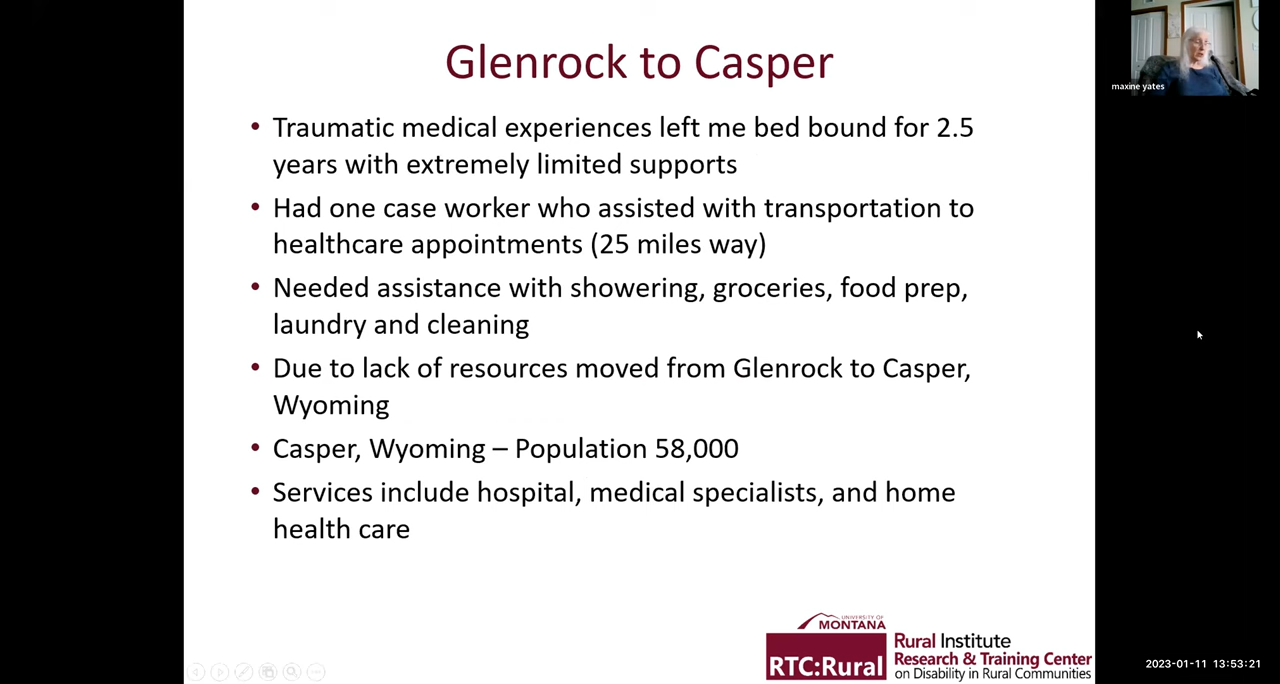 Glenrock to Casper
maxine yates
• Traumatic medical experiences left me bed bound for 2.5
years with extremely limited supports
• Had one case worker who assisted with transportation to
healthcare appointments (25 miles way)
• Needed assistance with showering, groceries, food prep,
laundry and cleaning
• Due to lack of resources moved from Glenrock to Casper,
Wyoming
• Casper, Wyoming – Population 58,000
• Services include hospital, medical specialists, and home
health care
UNIVERSITY OF
MONTANA
RTC:Rural
Rural Institute
Research & Training Center
on Disability in Rural Communities
2023-01-11 13:53:21